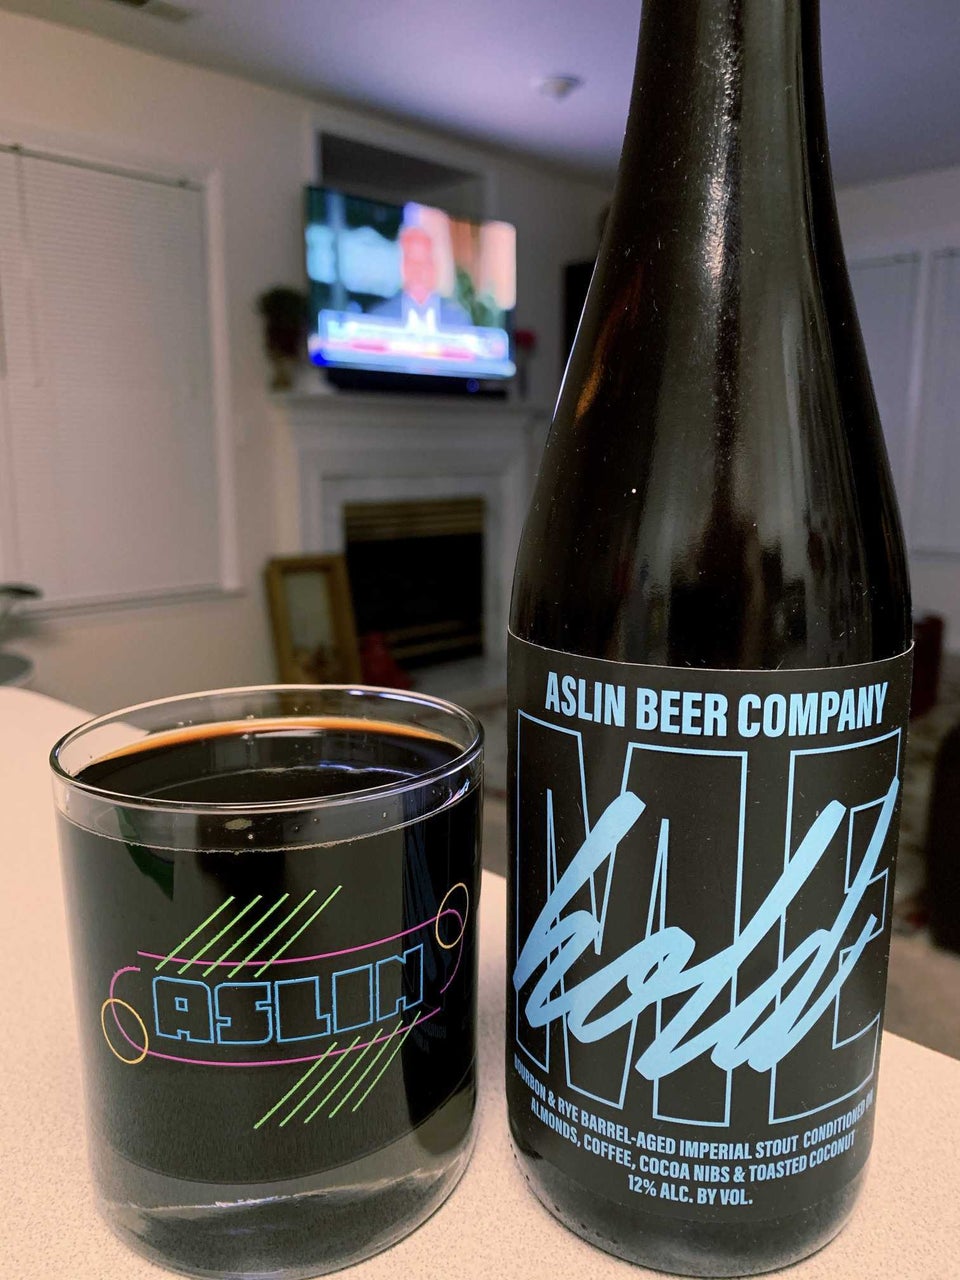 ASLIN BEER COMPANY
ME
hold
BOURBON & RYE BARREL-AGED IMPERIAL STOUT CONDITIONED ON
ALMONDS, COFFEE, COCOA NIBS & TOASTED COCONUT
12% ALC. BY VOL.
ASLIN